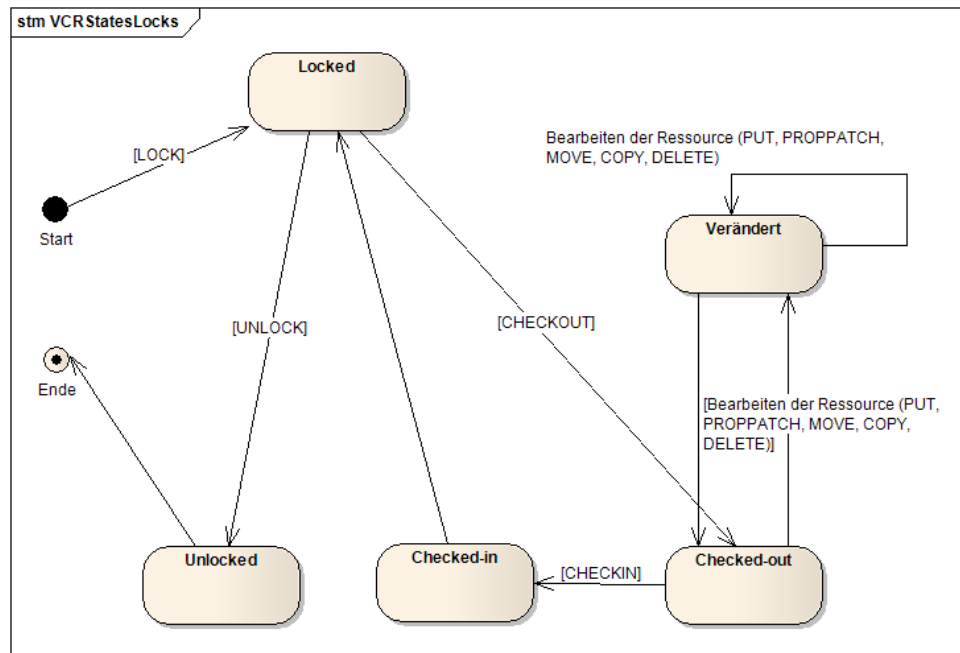 stm VCRStatesLocks
Locked
[LOCK]
Bearbeiten der Ressource (PUT, PROPPATCH,
MOVE, COPY, DELETE)
Start
Verändert
[UNLOCK]
[CHECKOUT]
Ende
[Bearbeiten der Ressource (PUT,
PROPPATCH, MOVE, COPY,
DELETE)]
Unlocked
Checked-in
[CHECKIN]
Checked-out